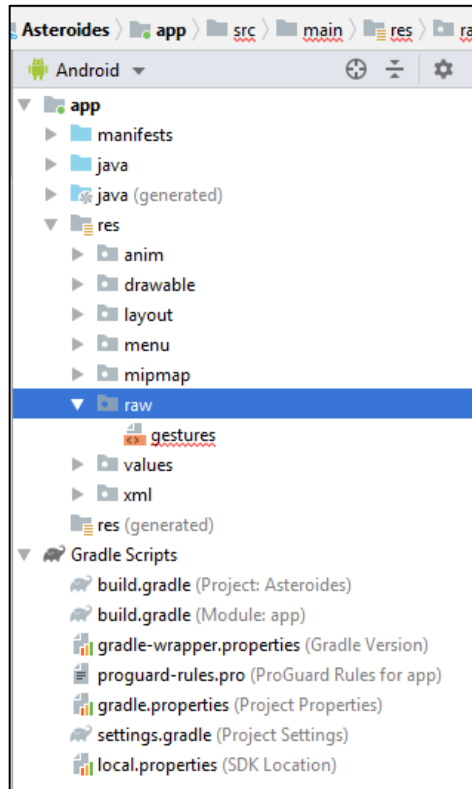 Asteroides app src main res ra
Android
app
manifests
java
java (generated)
res
anim
drawable
layout
menu
mipmap
raw
gestures
values
xml
res (generated)
Gradle Scripts
build.gradle (Project: Asteroides)
build.gradle (Module: app)
gradle-wrapper.properties (Gradle Version)
proguard-rules.pro (ProGuard Rules for app)
gradle.properties (Project Properties)
settings.gradle (Project Settings)
local.properties (SDK Location)